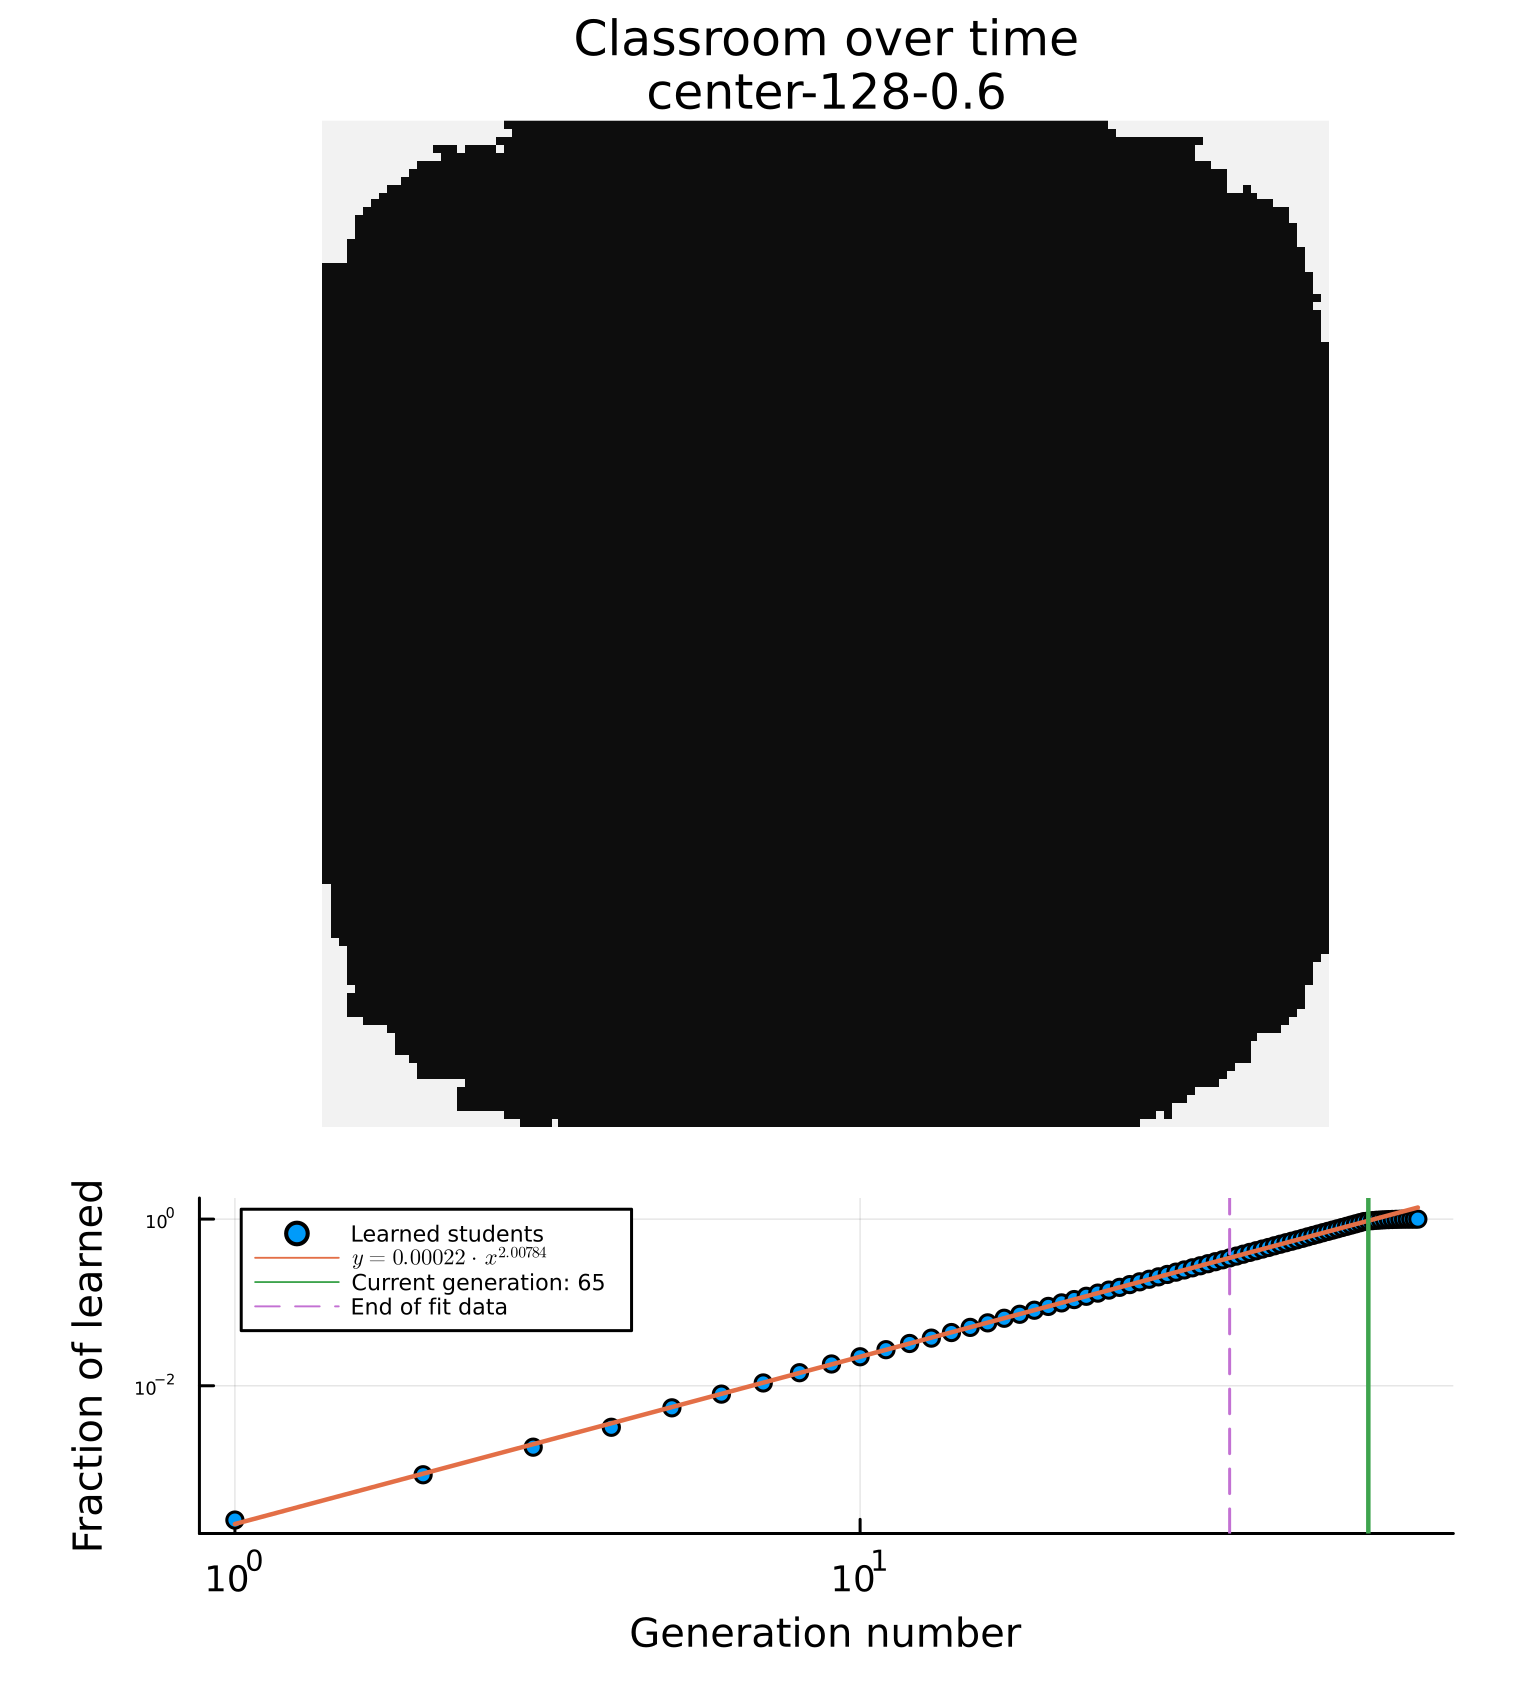 Classroom over time
center-128-0.6
Fraction of learned
10⁰
10⁻²
Learned students
y = 0.00022 · x^2.00784
Current generation: 65
End of fit data
10⁰ 10¹
Generation number